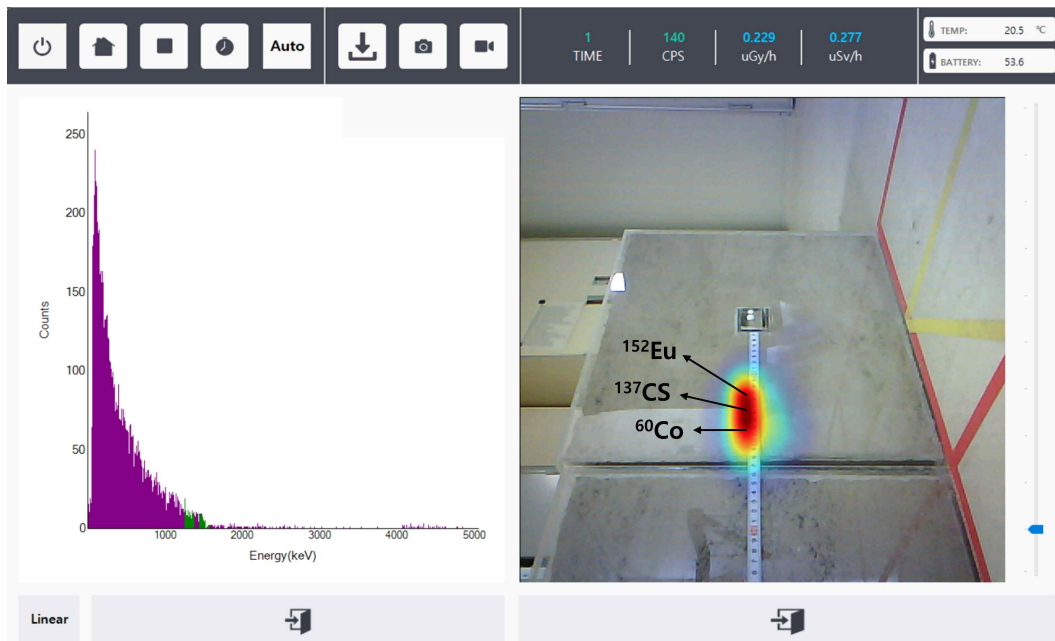 Auto
1
TIME
140
CPS
0.229
uGy/h
0.277
uSv/h
TEMP: 20.5 °C
BATTERY: 53.6
250
200
150
100
50
0
Counts
1000 2000 3000 4000 5000
Energy(keV)
¹⁵²Eu
¹³⁷CS
⁶⁰Co
Linear